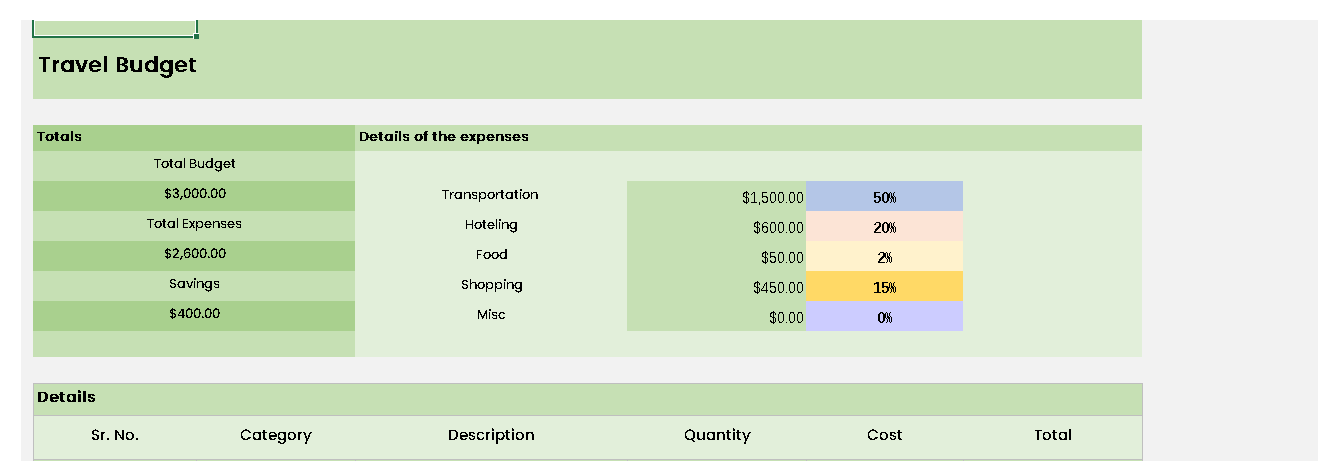 Travel Budget
Totals
Details of the expenses
Total Budget
$3,000.00
Transportation $1,500.00 50%
Total Expenses
Hoteling $600.00 20%
$2,600.00
Food $50.00 2%
Savings
Shopping $450.00 15%
$400.00
Misc $0.00 0%
Details
Sr. No. Category Description Quantity Cost Total